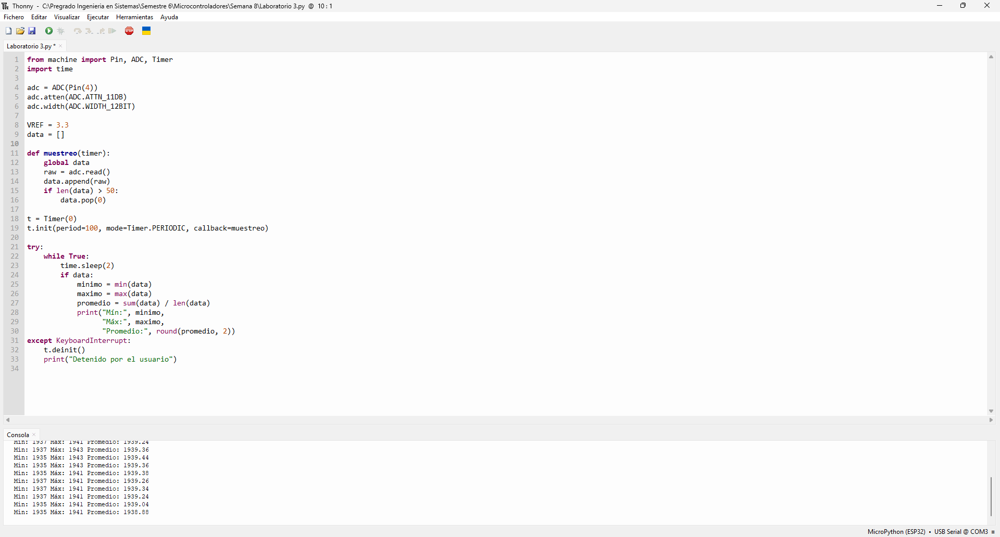 Thonny - C:\Pregrado Ingenieria en Sistemas\Semestre 6\Microcontroladores\Semana 8\Laboratorio 3.py @ 10 : 1
Fichero Editar Visualizar Ejecutar Herramientas Ayuda
STOP
Laboratorio 3.py * ×
1 from machine import Pin, ADC, Timer
2 import time
3
4 adc = ADC(Pin(4))
5 adc.atten(ADC.ATTN_11DB)
6 adc.width(ADC.WIDTH_12BIT)
7
8 VREF = 3.3
9 data = []
10
11 def muestreo(timer):
12     global data
13     raw = adc.read()
14     data.append(raw)
15     if len(data) > 50:
16         data.pop(0)
17
18 t = Timer(0)
19 t.init(period=100, mode=Timer.PERIODIC, callback=muestreo)
20
21 try:
22     while True:
23         time.sleep(2)
24         if data:
25             minimo = min(data)
26             maximo = max(data)
27             promedio = sum(data) / len(data)
28             print("Mín:", minimo,
29                   "Máx:", maximo,
30                   "Promedio:", round(promedio, 2))
31 except KeyboardInterrupt:
32     t.deinit()
33     print("Detenido por el usuario")
34
Consola ×
Mín: 1937 Máx: 1941 Promedio: 1939.24
Mín: 1937 Máx: 1943 Promedio: 1939.36
Mín: 1935 Máx: 1943 Promedio: 1939.44
Mín: 1935 Máx: 1943 Promedio: 1939.36
Mín: 1935 Máx: 1941 Promedio: 1939.38
Mín: 1937 Máx: 1941 Promedio: 1939.26
Mín: 1937 Máx: 1941 Promedio: 1939.34
Mín: 1937 Máx: 1941 Promedio: 1939.24
Mín: 1935 Máx: 1941 Promedio: 1939.04
Mín: 1935 Máx: 1941 Promedio: 1938.88
MicroPython (ESP32) • USB Serial @ COM3 ≡